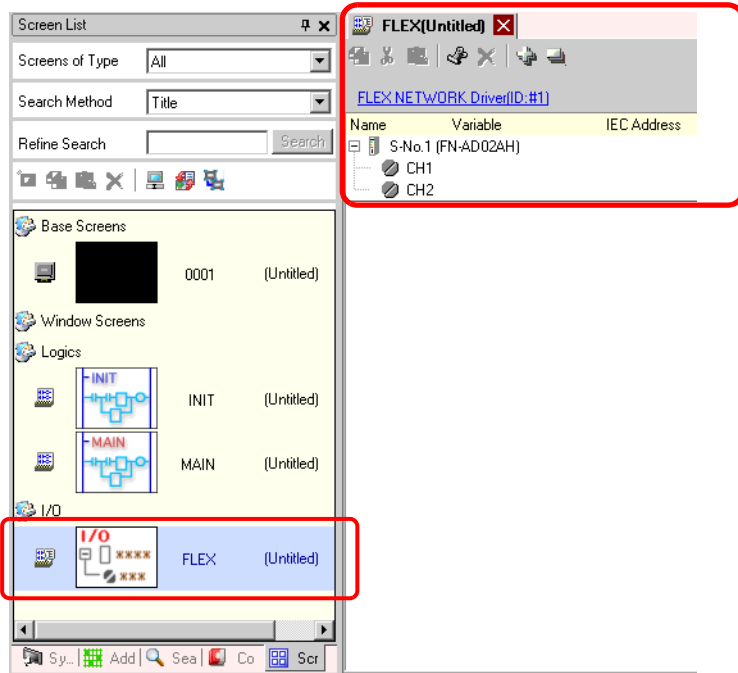 Screen List
Screens of Type All
Search Method Title
Refine Search Search
Base Screens
0001 (Untitled)
Window Screens
Logics
INIT
INIT (Untitled)
MAIN
MAIN (Untitled)
I/O
I/O
****
***
FLEX (Untitled)
Sy... Add Sea Co Scr
FLEX(Untitled)
FLEX NETWORK Driver(ID:#1)
Name Variable IEC Address
S-No.1 (FN-AD02AH)
CH1
CH2